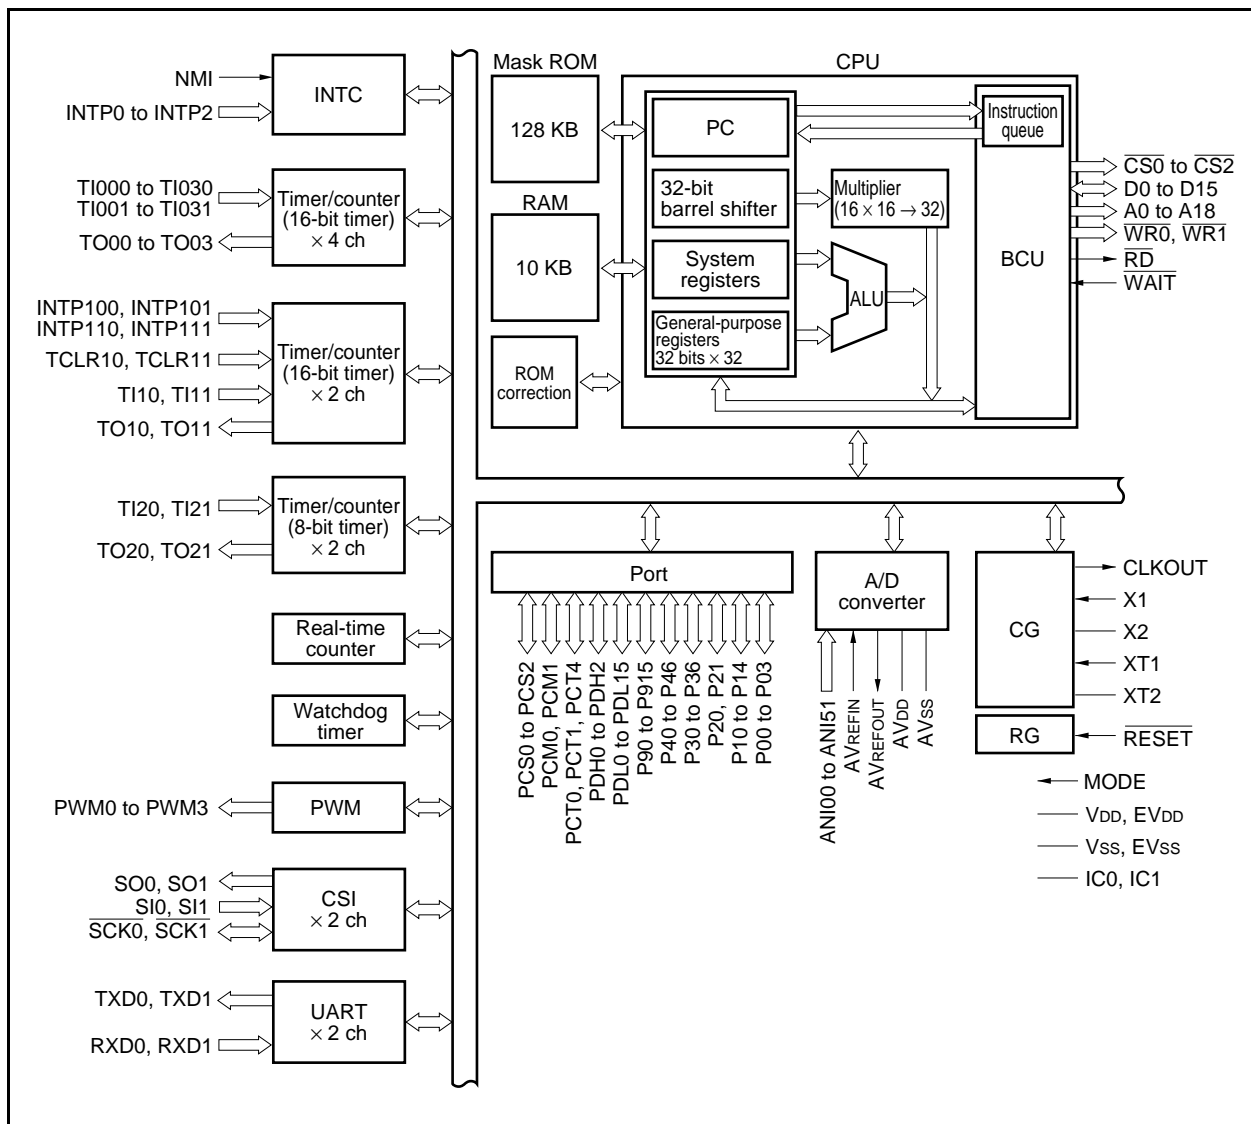 NMI
INTP0 to INTP2
INTC
TI000 to TI030
TI001 to TI031
TO00 to TO03
Timer/counter
(16-bit timer)
× 4 ch
INTP100, INTP101
INTP110, INTP111
TCLR10, TCLR11
TI10, TI11
TO10, TO11
Timer/counter
(16-bit timer)
× 2 ch
TI20, TI21
TO20, TO21
Timer/counter
(8-bit timer)
× 2 ch
Real-time
counter
Watchdog
timer
PWM0 to PWM3
PWM
SO0, SO1
SI0, SI1
SCK0, SCK1
CSI
× 2 ch
TXD0, TXD1
RXD0, RXD1
UART
× 2 ch
Mask ROM
128 KB
RAM
10 KB
ROM
correction
CPU
PC
32-bit
barrel shifter
System
registers
General-purpose
registers
32 bits × 32
Multiplier
(16 × 16 → 32)
ALU
Instruction
queue
BCU
CS0 to CS2
D0 to D15
A0 to A18
WR0, WR1
RD
WAIT
Port
PCS0 to PCS2
PCM0, PCM1
PCT0, PCT1, PCT4
PDH0 to PDH2
PDL0 to PDL15
P90 to P915
P40 to P46
P30 to P36
P20, P21
P10 to P14
P00 to P03
A/D
converter
ANI00 to ANI51
AVREFIN
AVREFOUT
AVDD
AVSS
CG
CLKOUT
X1
X2
XT1
XT2
RG
RESET
MODE
VDD, EVDD
VSS, EVSS
IC0, IC1